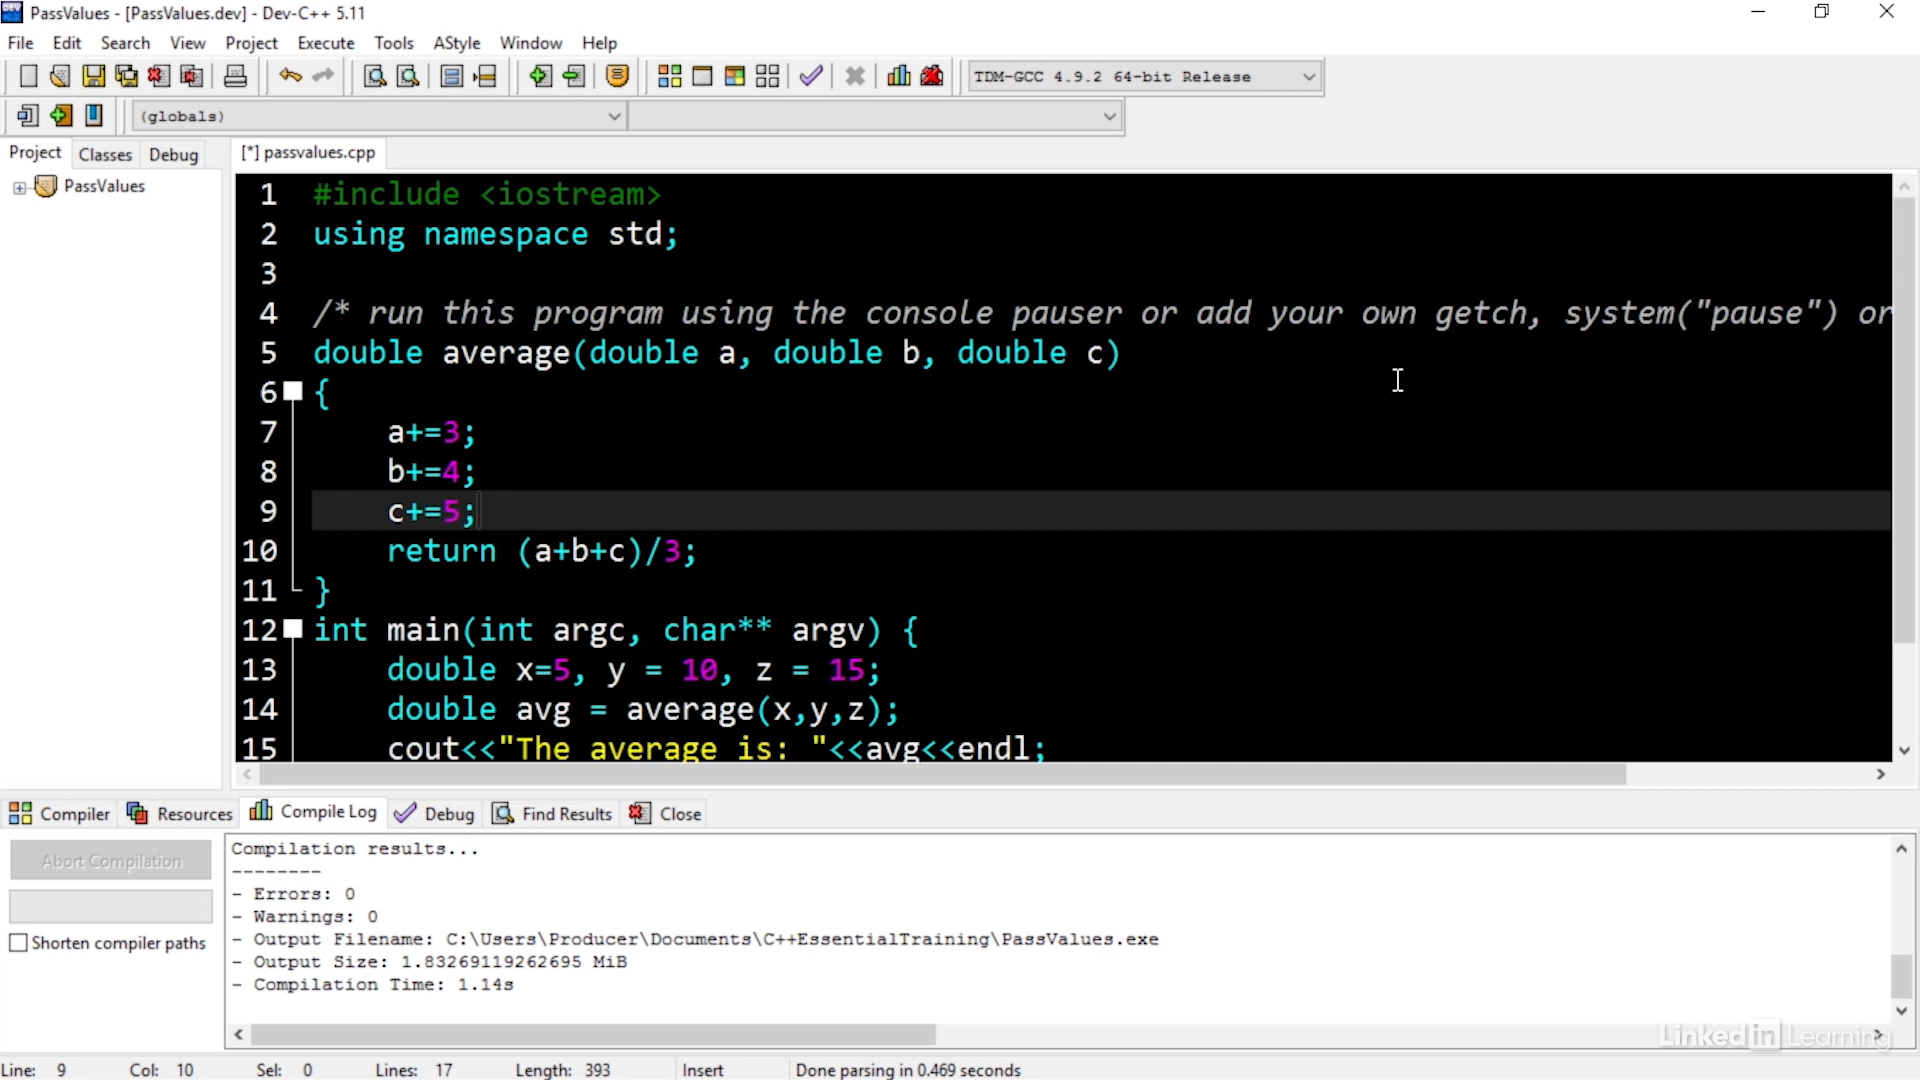 PassValues - [PassValues.dev] - Dev-C++ 5.11
File Edit Search View Project Execute Tools AStyle Window Help
TDM-GCC 4.9.2 64-bit Release
(globals)
Project Classes Debug [*] passvalues.cpp
PassValues
1 #include <iostream>
2 using namespace std;
3
4 /* run this program using the console pauser or add your own getch, system("pause") or
5 double average(double a, double b, double c)
6 {
7 a+=3;
8 b+=4;
9 c+=5;
10 return (a+b+c)/3;
11 }
12 int main(int argc, char** argv) {
13 double x=5, y = 10, z = 15;
14 double avg = average(x,y,z);
15 cout<<"The average is: "<<avg<<endl;
Compiler Resources Compile Log Debug Find Results Close
Abort Compilation
Shorten compiler paths
Compilation results...
--------
- Errors: 0
- Warnings: 0
- Output Filename: C:\Users\Producer\Documents\C++EssentialTraining\PassValues.exe
- Output Size: 1.83269119262695 MiB
- Compilation Time: 1.14s
Linked in Learning
Line: 9 Col: 10 Sel: 0 Lines: 17 Length: 393 Insert Done parsing in 0.469 seconds